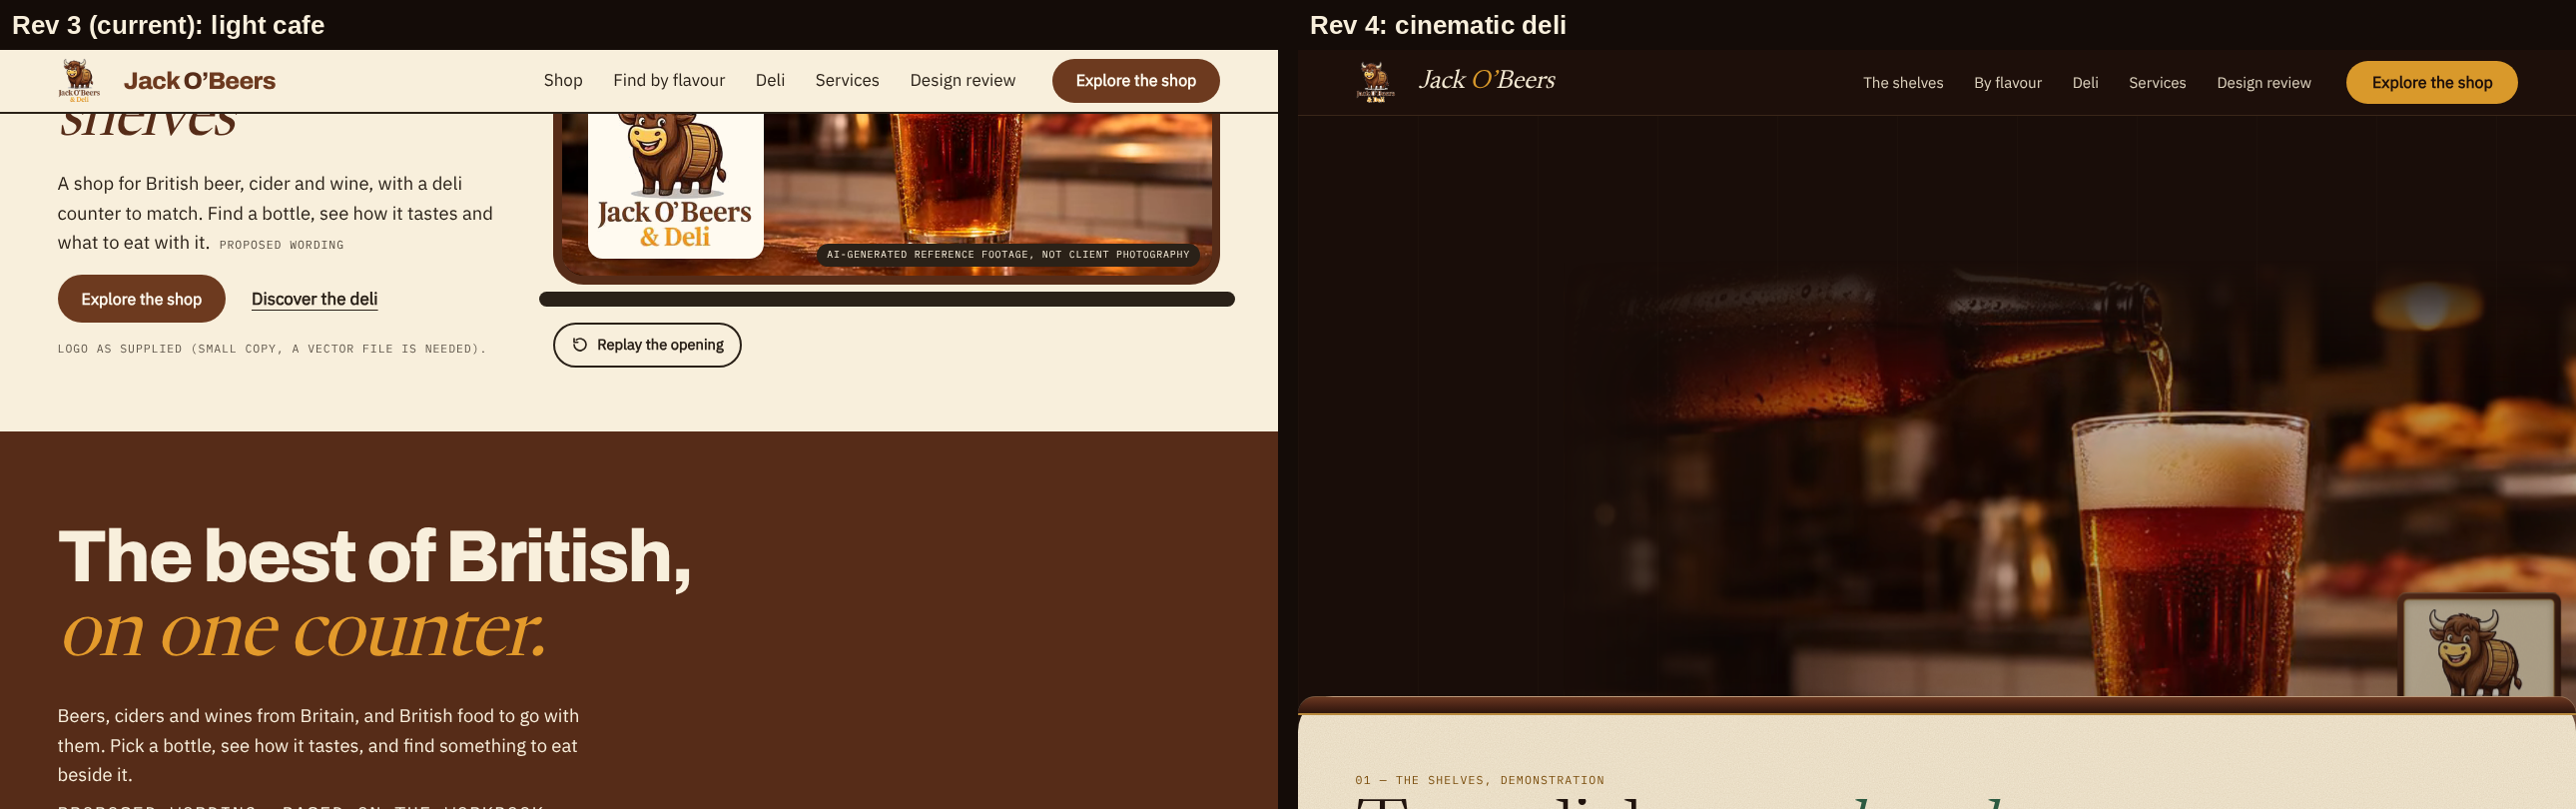 Rev 3 (current): light cafe
Jack O'Beers & Deli
Jack O’Beers
Shop
Find by flavour
Deli
Services
Design review
Explore the shop
shelves
A shop for British beer, cider and wine, with a deli
counter to match. Find a bottle, see how it tastes and
what to eat with it. PROPOSED WORDING
Explore the shop
Discover the deli
LOGO AS SUPPLIED (SMALL COPY, A VECTOR FILE IS NEEDED).
Jack O’Beers
& Deli
AI-GENERATED REFERENCE FOOTAGE, NOT CLIENT PHOTOGRAPHY
Replay the opening
The best of British,
on one counter.
Beers, ciders and wines from Britain, and British food to go with
them. Pick a bottle, see how it tastes, and find something to eat
beside it.
Rev 4: cinematic deli
Jack O’Beers
The shelves
By flavour
Deli
Services
Design review
Explore the shop
01 — THE SHELVES, DEMONSTRATION